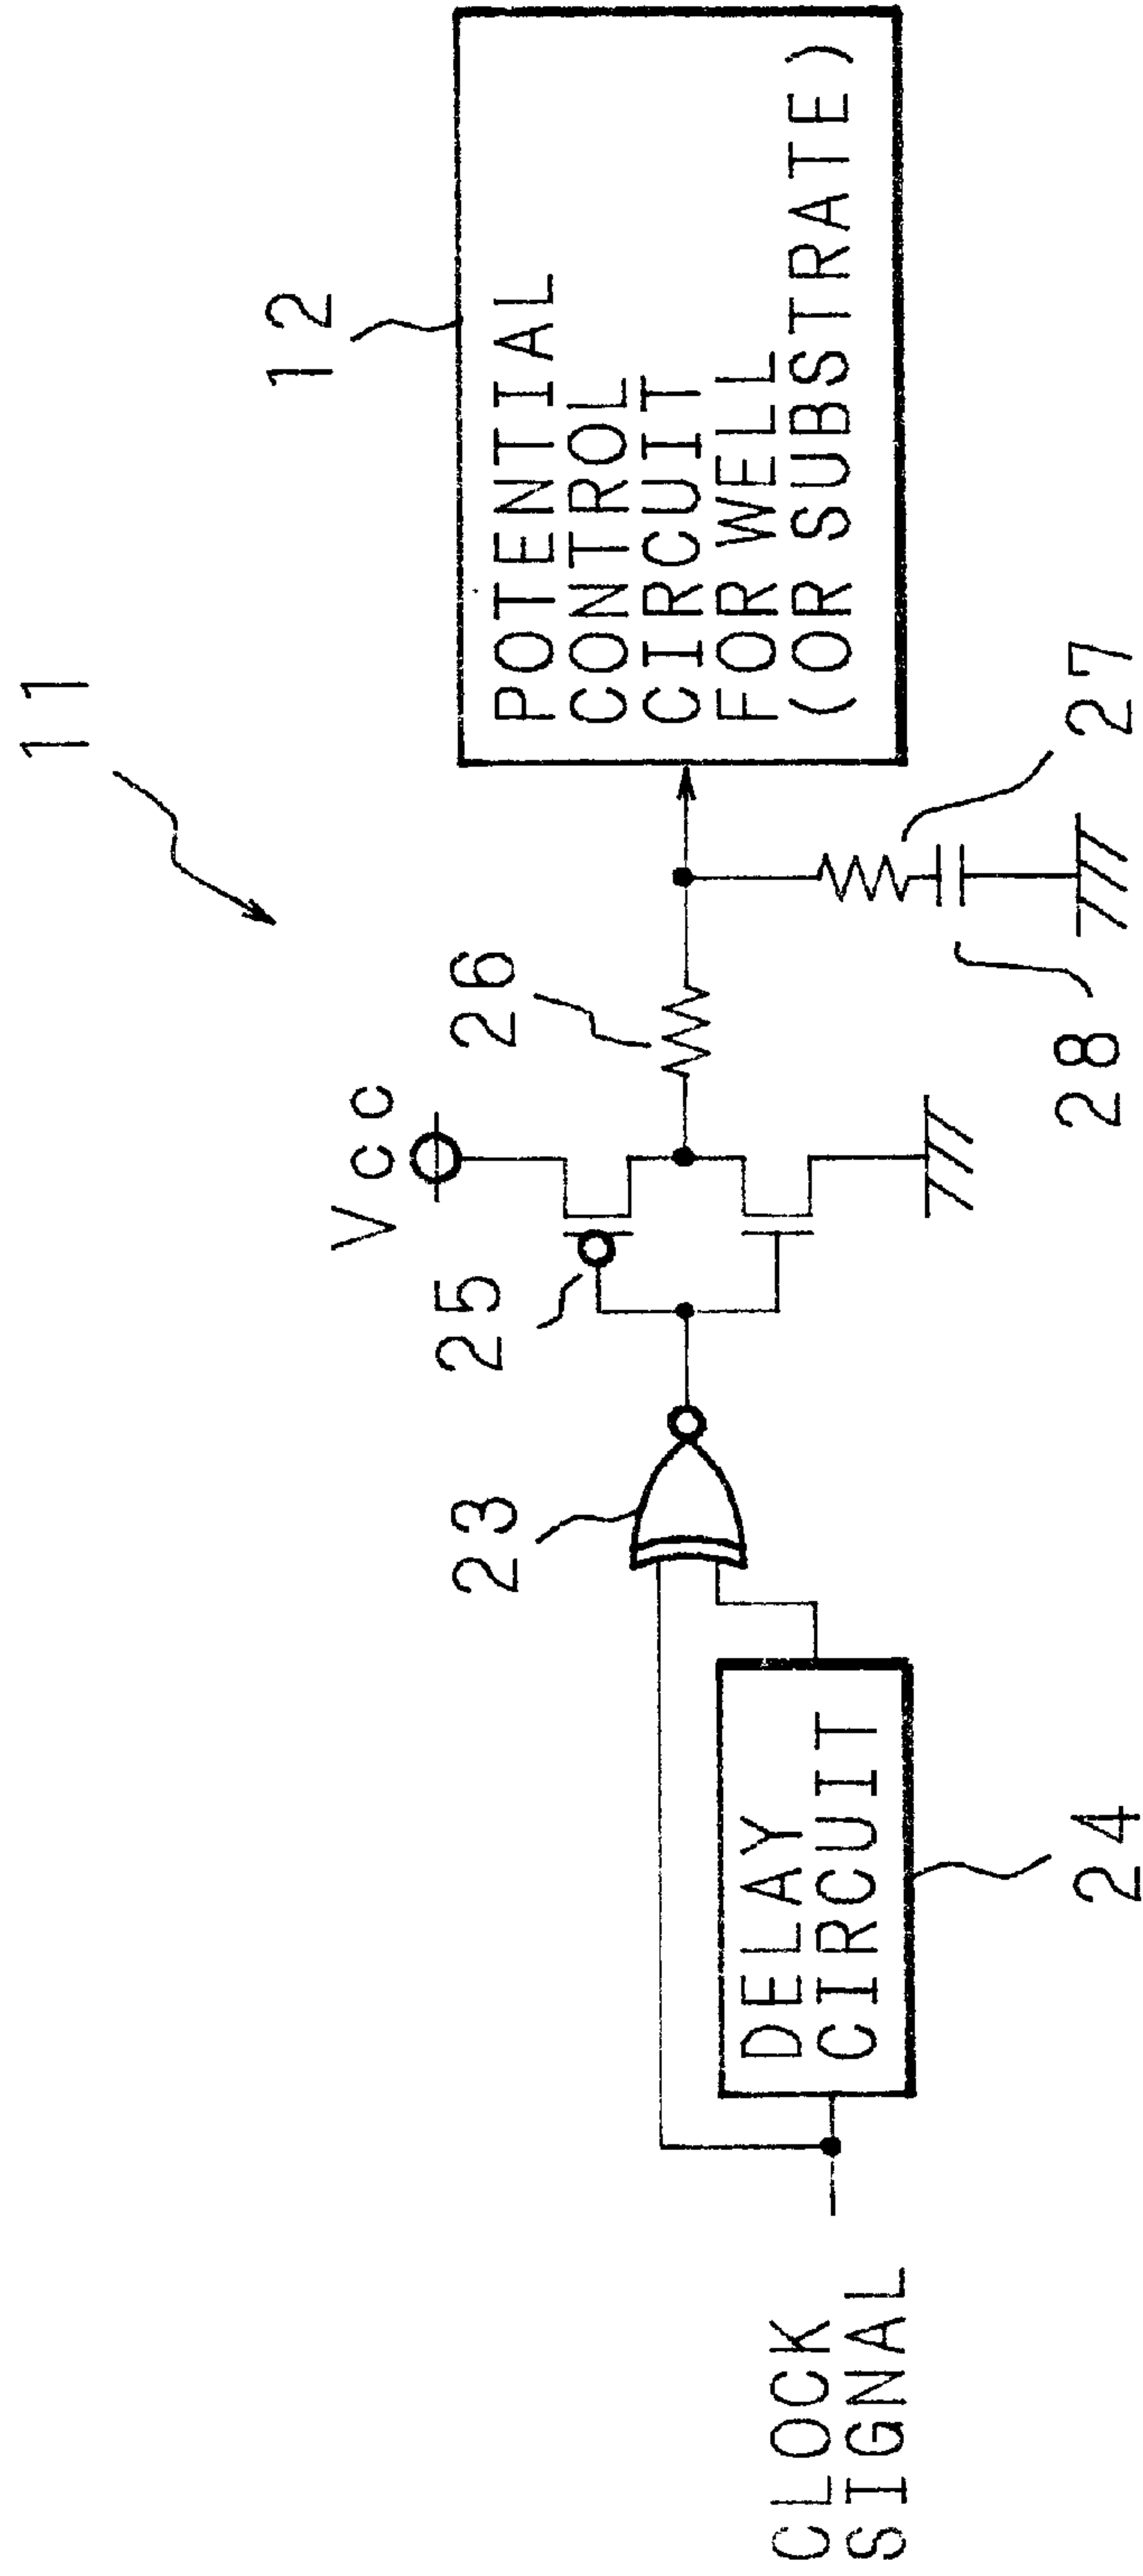 11
12
POTENTIAL
CONTROL
CIRCUIT
FOR WELL
(OR SUBSTRATE)
Vcc
25
26
23
27
28
DELAY
CIRCUIT
24
CLOCK
SIGNAL